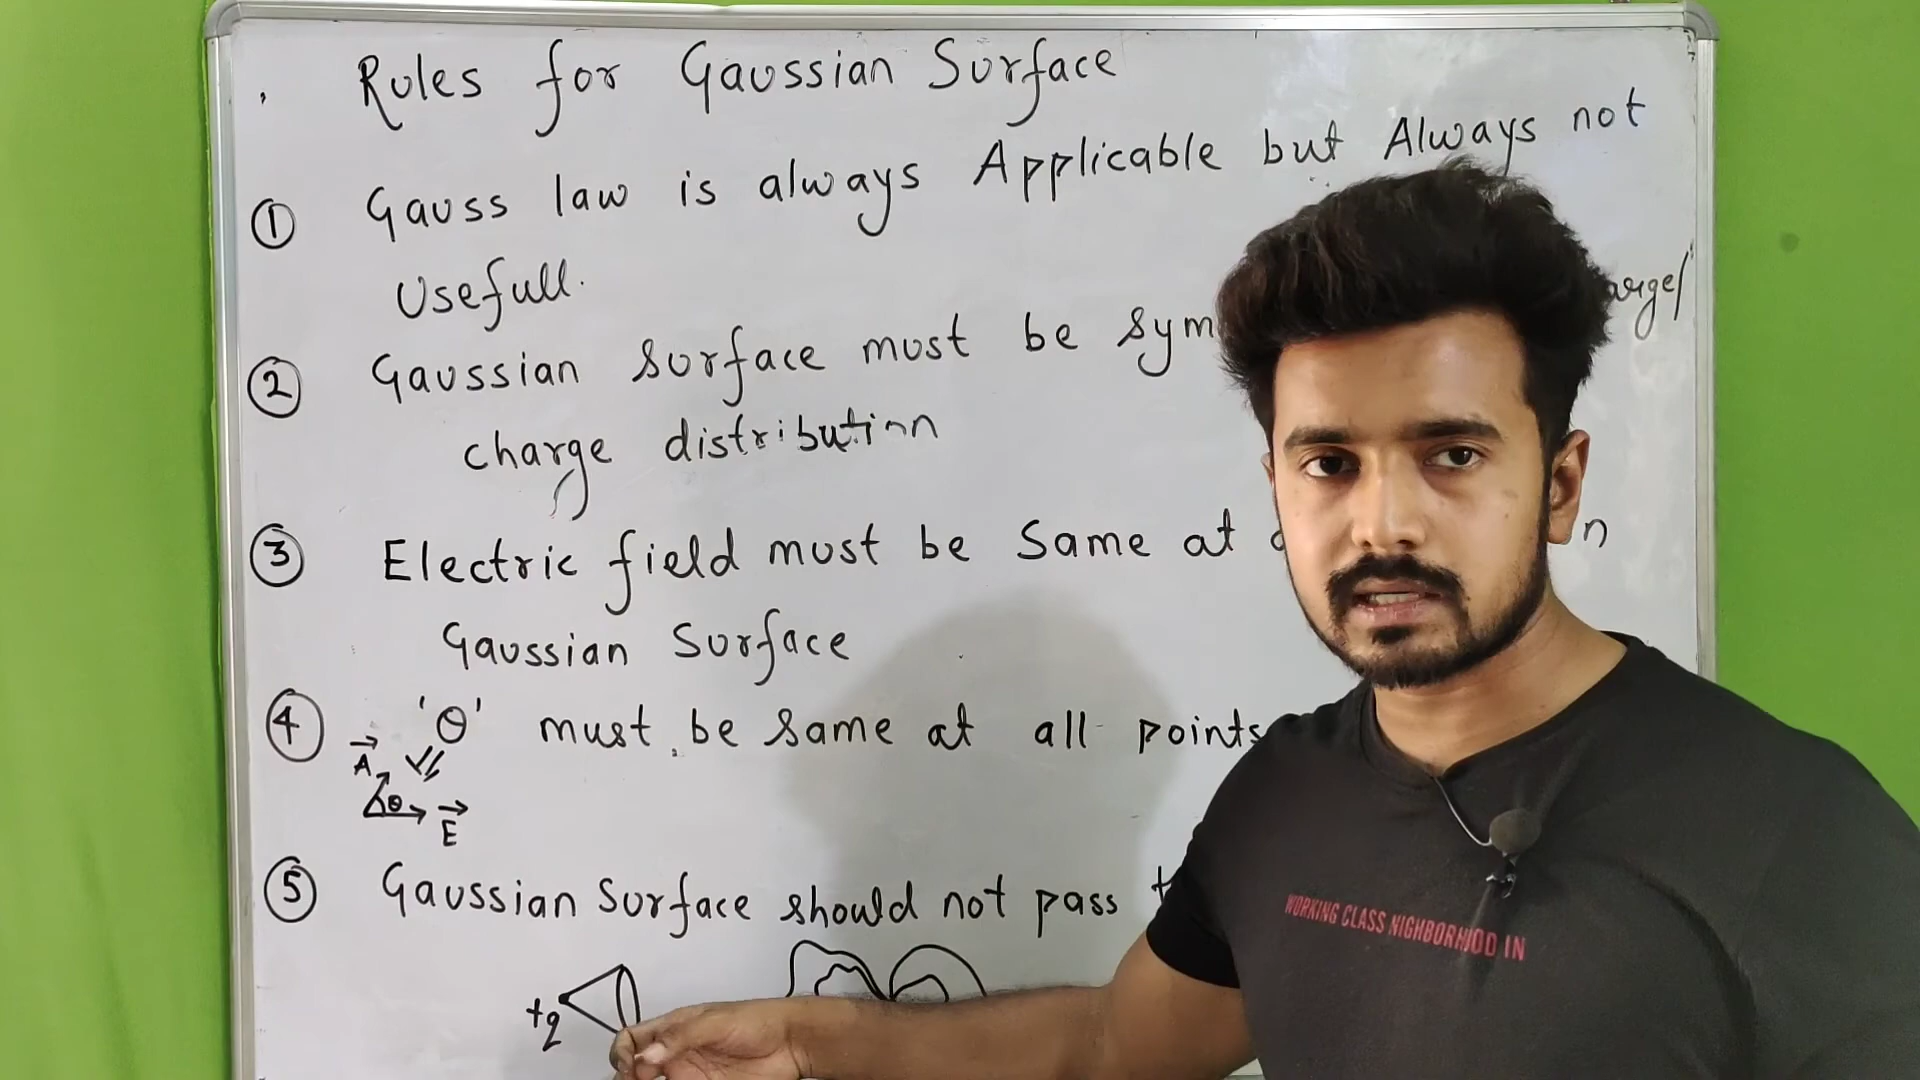 Rules for Gaussian Surface
① Gauss law is always Applicable but Always not
Usefull.
② Gaussian surface must be
charge distribution
③ Electric field must be Same at
Gaussian Surface
④ 'θ' must be same at all points
A
θ
E
⑤ Gaussian Surface should not pass
+q
WORKING CLASS NIGHBORHOOD IN